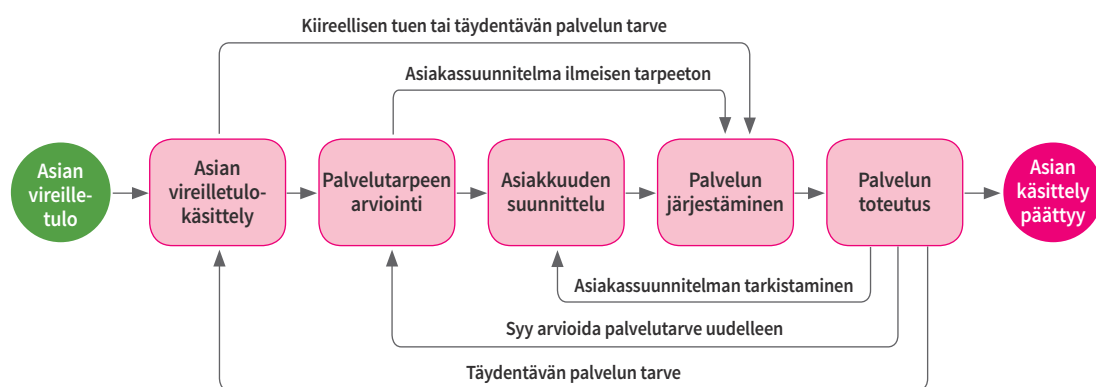 Kiireellisen tuen tai täydentävän palvelun tarve
Asiakassuunnitelma ilmeisen tarpeeton
Asian
vireille-
tulo
Asian
vireilletulo-
käsittely
Palvelutarpeen
arviointi
Asiakkuuden
suunnittelu
Palvelun
järjestäminen
Palvelun
toteutus
Asian
käsittely
päättyy
Asiakassuunnitelman tarkistaminen
Syy arvioida palvelutarve uudelleen
Täydentävän palvelun tarve